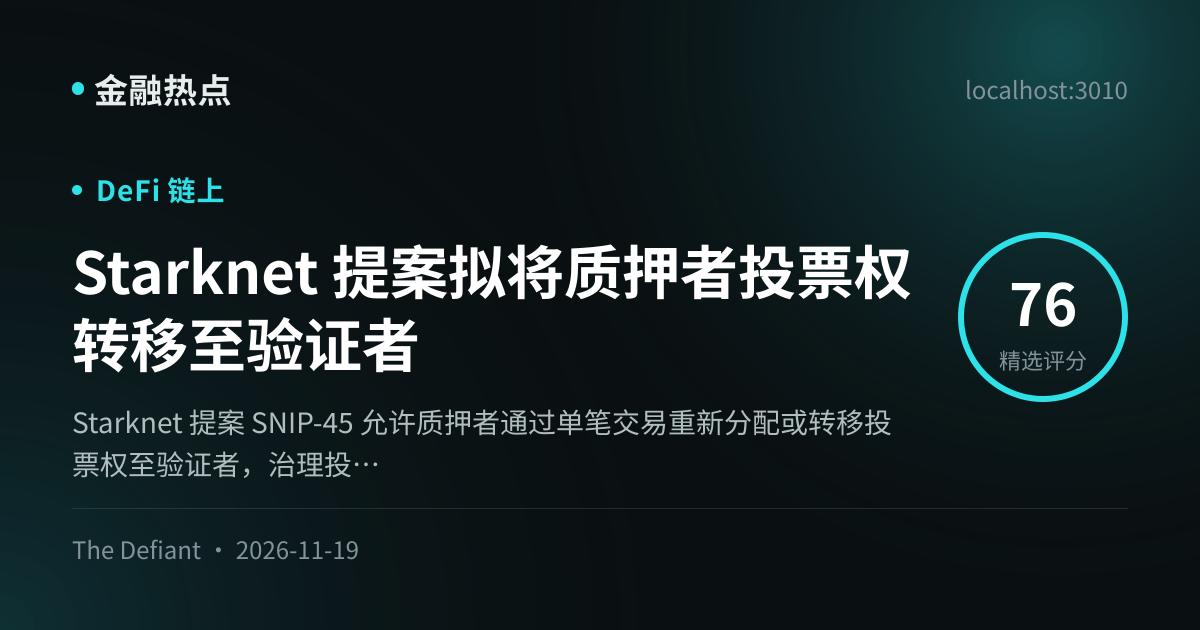 金融热点
localhost:3010
DeFi 链上
Starknet 提案拟将质押者投票权
转移至验证者
76
精选评分
Starknet 提案 SNIP-45 允许质押者通过单笔交易重新分配或转移投
票权至验证者，治理投…
The Defiant · 2026-11-19